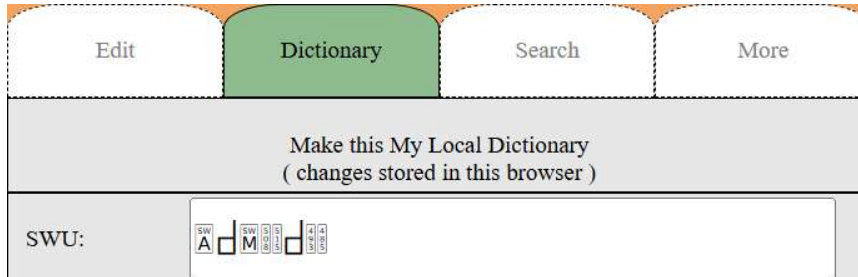 Edit Dictionary Search More
Make this My Local Dictionary
( changes stored in this browser )
SWU: